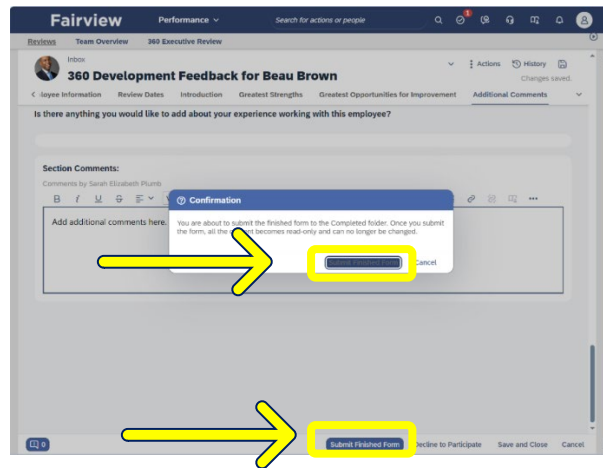 Fairview
Performance
Search for actions or people
1
8
Reviews Team Overview 360 Executive Review
Inbox
360 Development Feedback for Beau Brown
Actions History
Changes saved.
loyee Information Review Dates Introduction Greatest Strengths Greatest Opportunities for Improvement Additional Comments
Is there anything you would like to add about your experience working with this employee?
Section Comments:
Comments by Sarah Elizabeth Plumb
B I U S
Add additional comments here.
Confirmation
You are about to submit the finished form to the Completed folder. Once you submit
the form, all the becomes read-only and can no longer be changed.
Submit Finished Form Cancel
0
Submit Finished Form Decline to Participate Save and Close Cancel